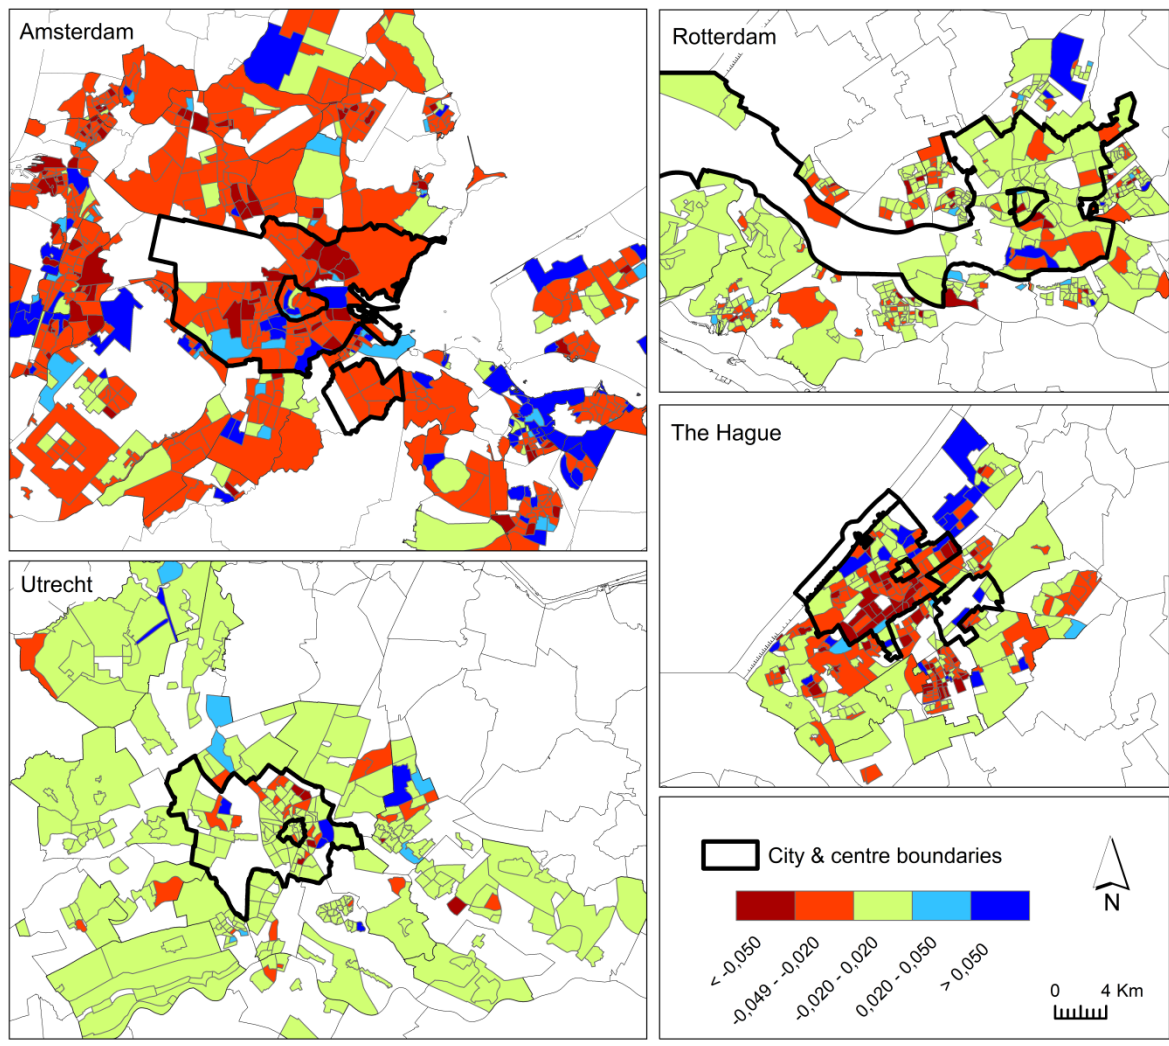 Amsterdam
Rotterdam
The Hague
Utrecht
City & centre boundaries
< -0,050
-0,049 - -0,020
-0,020 - 0,020
0,020 - 0,050
> 0,050
N
0 4 Km